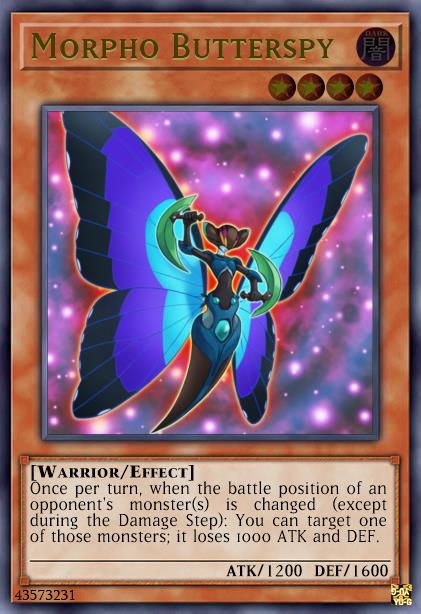 MORPHO BUTTERSPY
DARK
闇
[WARRIOR/EFFECT]
Once per turn, when the battle position of an
opponent's monster(s) is changed (except
during the Damage Step): You can target one
of those monsters; it loses 1000 ATK and DEF.
ATK/1200 DEF/1600
43573231